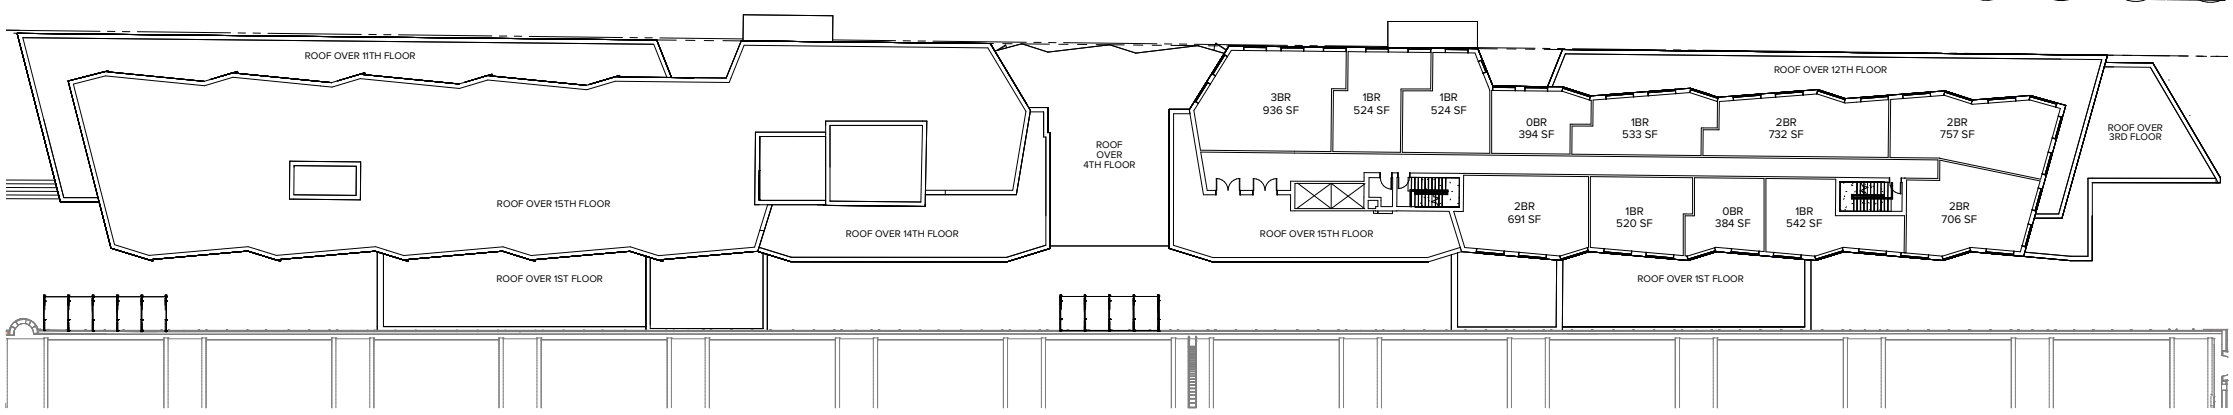 ROOF OVER 11TH FLOOR
ROOF OVER 12TH FLOOR
3BR
936 SF
1BR
524 SF
1BR
524 SF
0BR
394 SF
1BR
533 SF
2BR
732 SF
2BR
757 SF
ROOF OVER
3RD FLOOR
ROOF
OVER
4TH FLOOR
ROOF OVER 15TH FLOOR
ROOF OVER 14TH FLOOR
ROOF OVER 15TH FLOOR
2BR
691 SF
1BR
520 SF
0BR
384 SF
1BR
542 SF
2BR
706 SF
ROOF OVER 1ST FLOOR
ROOF OVER 1ST FLOOR